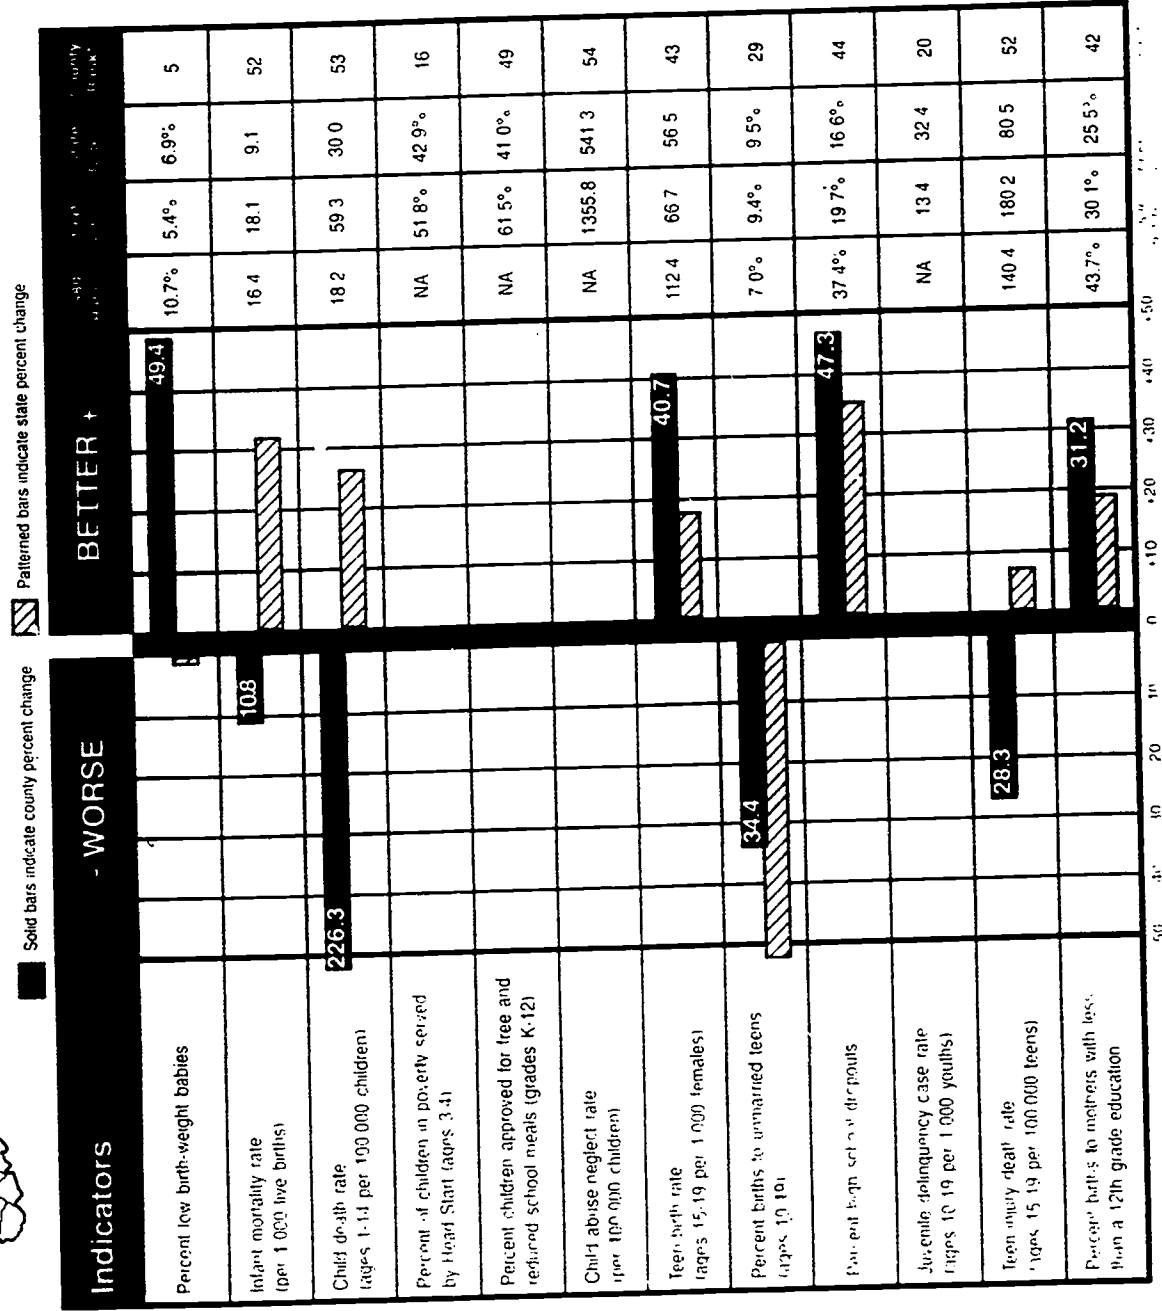 Solid bars indicate county percent change
Patterned bars indicate state percent change
Indicators
- WORSE
BETTER +
Percent low birth-weight babies
49.4
10.7%
5.4%
6.9%
5
Infant mortality rate
(per 1 000 live births)
10.8
16.4
18.1
9.1
52
Child death rate
(ages 1-14 per 100 000 children)
226.3
18 2
59 3
30 0
53
Percent of children in poverty served
by Head Start (ages 3-4)
NA
51 8%
42 9%
16
Percent children approved for free and
reduced school meals (grades K-12)
NA
61 5%
41 0%
49
Child abuse neglect rate
(per 100 000 children)
NA
1355.8
541 3
54
Teen birth rate
(ages 15-19 per 1 000 females)
40.7
112 4
66 7
56 5
43
Percent births to unmarried teens
(ages 10-19)
34.4
7 0%
9.4%
9 5%
29
Percent high school dropouts
47.3
37 4%
19 7%
16 6%
44
Juvenile delinquency case rate
(ages 10 19 per 1 000 youths)
NA
13 4
32 4
20
Teen injury death rate
(ages 15 19 per 100 000 teens)
28.3
140 4
180 2
80 5
52
Percent births to mothers with less
than a 12th grade education
31.2
43.7%
30 1%
25 5%
42
50
40
20
10
0
+10
+20
+30
+40
+50